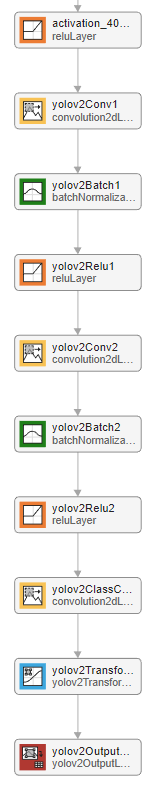 activation_40...
reluLayer
yolov2Conv1
convolution2dL...
yolov2Batch1
batchNormaliza...
yolov2Relu1
reluLayer
yolov2Conv2
convolution2dL...
yolov2Batch2
batchNormaliza...
yolov2Relu2
reluLayer
yolov2ClassC...
convolution2dL...
yolov2Transfo...
yolov2Transfor...
yolov2Output...
yolov2OutputL...